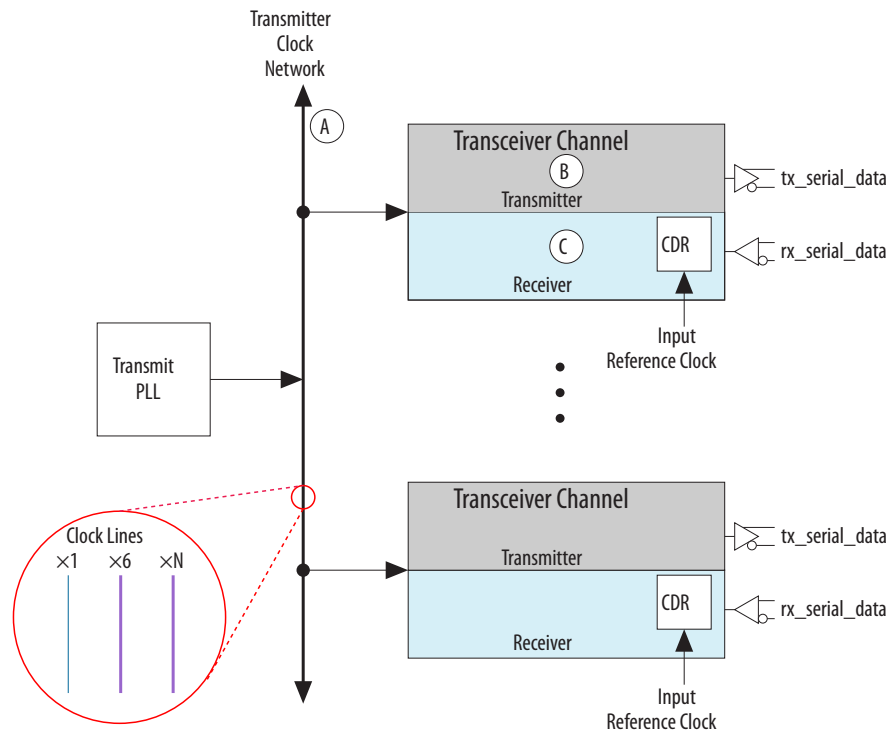 Transmitter
Clock
Network
A
Transceiver Channel
B
Transmitter
tx_serial_data
C
CDR
rx_serial_data
Receiver
Input
Reference Clock
Transmit
PLL
Transceiver Channel
Transmitter
tx_serial_data
CDR
rx_serial_data
Receiver
Input
Reference Clock
Clock Lines
×1 ×6 ×N